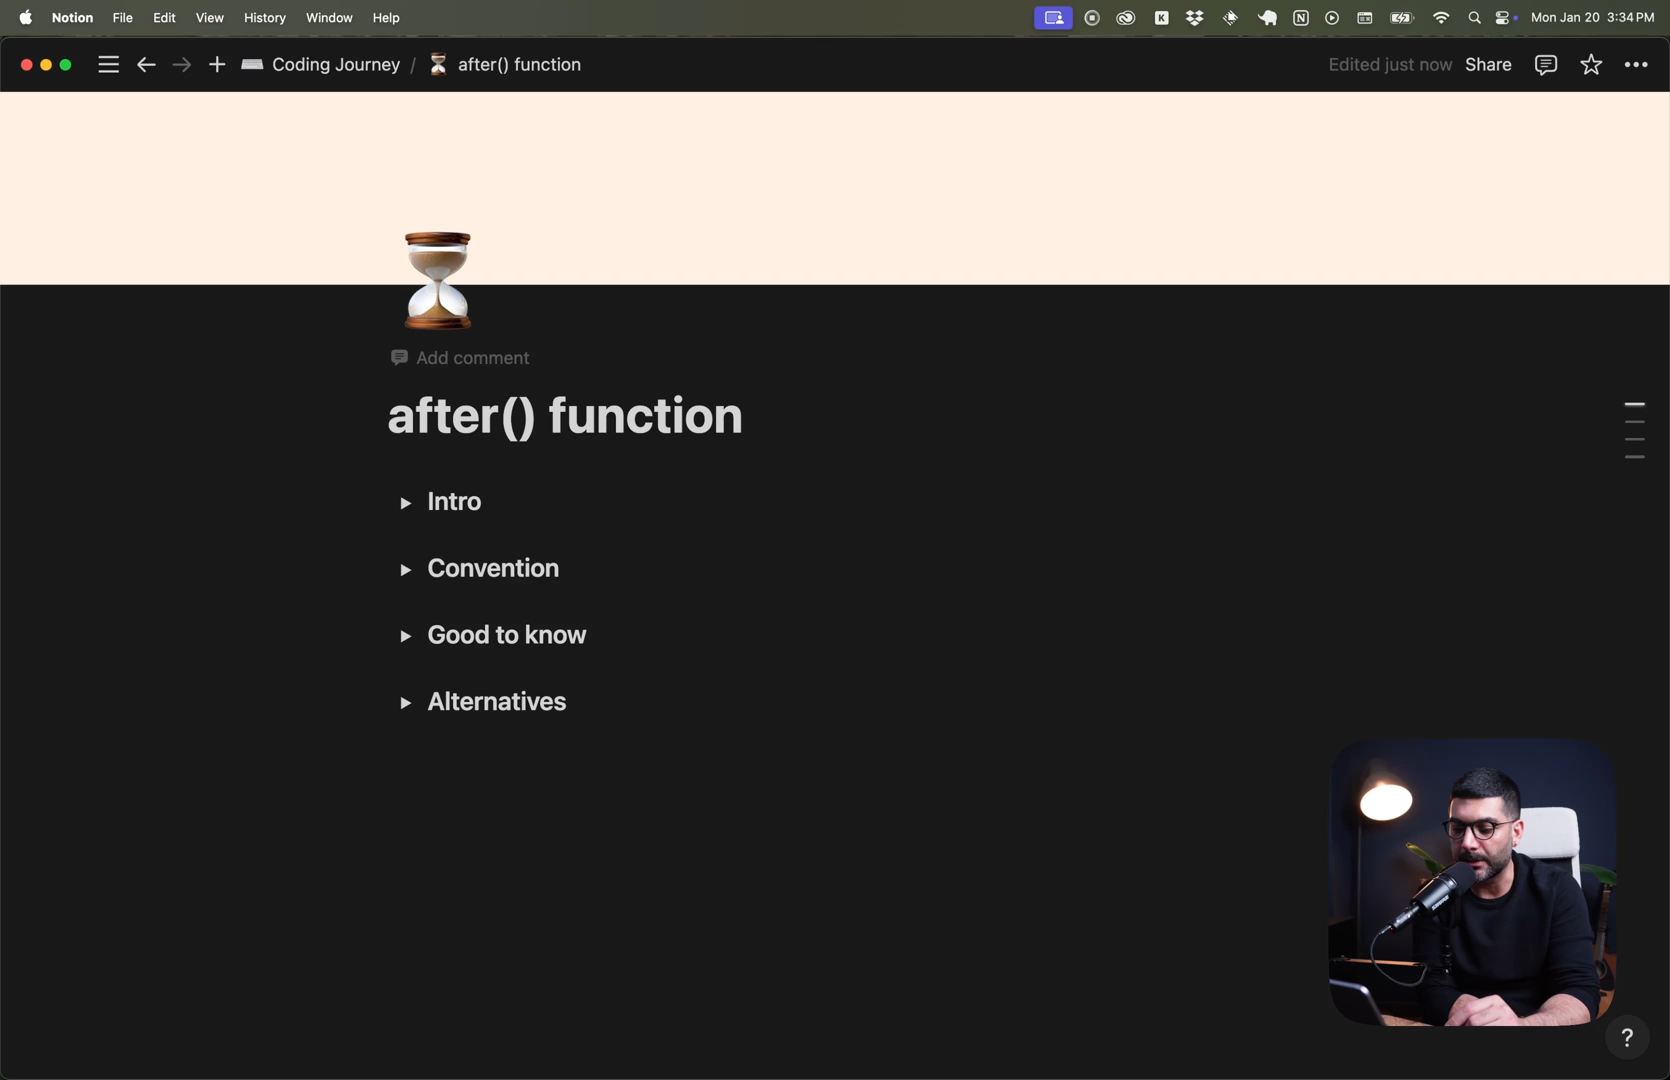 Notion File Edit View History Window Help Mon Jan 20 3:34 PM
Coding Journey / after() function Edited just now Share
Add comment
after() function
Intro
Convention
Good to know
Alternatives
SHURE
?